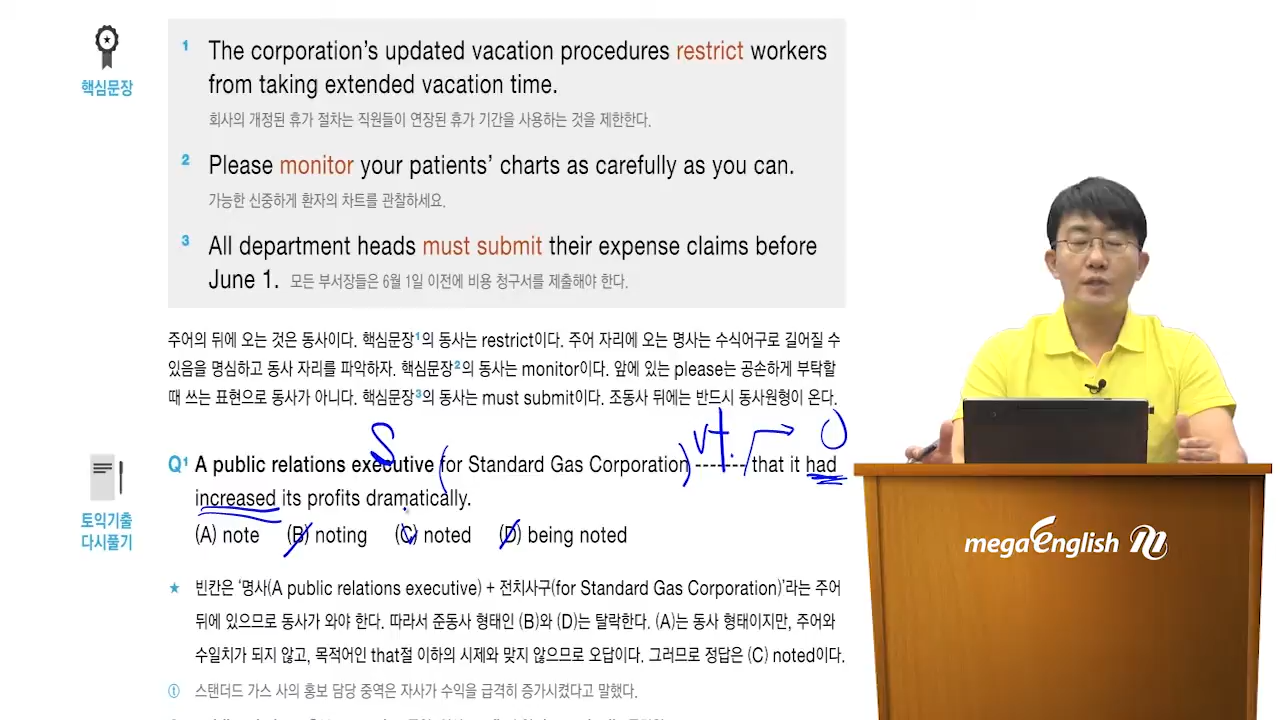 핵심문장
1 The corporation's updated vacation procedures restrict workers
from taking extended vacation time.
회사의 개정된 휴가 절차는 직원들이 연장된 휴가 기간을 사용하는 것을 제한한다.
2 Please monitor your patients' charts as carefully as you can.
가능한 신중하게 환자의 차트를 관찰하세요.
3 All department heads must submit their expense claims before
June 1. 모든 부서장들은 6월 1일 이전에 비용 청구서를 제출해야 한다.
주어의 뒤에 오는 것은 동사이다. 핵심문장1의 동사는 restrict이다. 주어 자리에 오는 명사는 수식어구로 길어질 수
있음을 명심하고 동사 자리를 파악하자. 핵심문장2의 동사는 monitor이다. 앞에 있는 please는 공손하게 부탁할
때 쓰는 표현으로 동사가 아니다. 핵심문장3의 동사는 must submit이다. 조동사 뒤에는 반드시 동사원형이 온다.
S vt. O
Q1 A public relations executive (for Standard Gas Corporation) ------- that it had
increased its profits dramatically.
토익기출
다시풀기
(A) note (B) noting (C) noted (D) being noted
★ 빈칸은 '명사(A public relations executive) + 전치사구(for Standard Gas Corporation)'라는 주어
뒤에 있으므로 동사가 와야 한다. 따라서 준동사 형태인 (B)와 (D)는 탈락한다. (A)는 동사 형태이지만, 주어와
수일치가 되지 않고, 목적어인 that절 이하의 시제와 맞지 않으므로 오답이다. 그러므로 정답은 (C) noted이다.
ⓣ 스탠더드 가스 사의 홍보 담당 중역은 자사가 수익을 급격히 증가시켰다고 말했다.
megaEnglish m